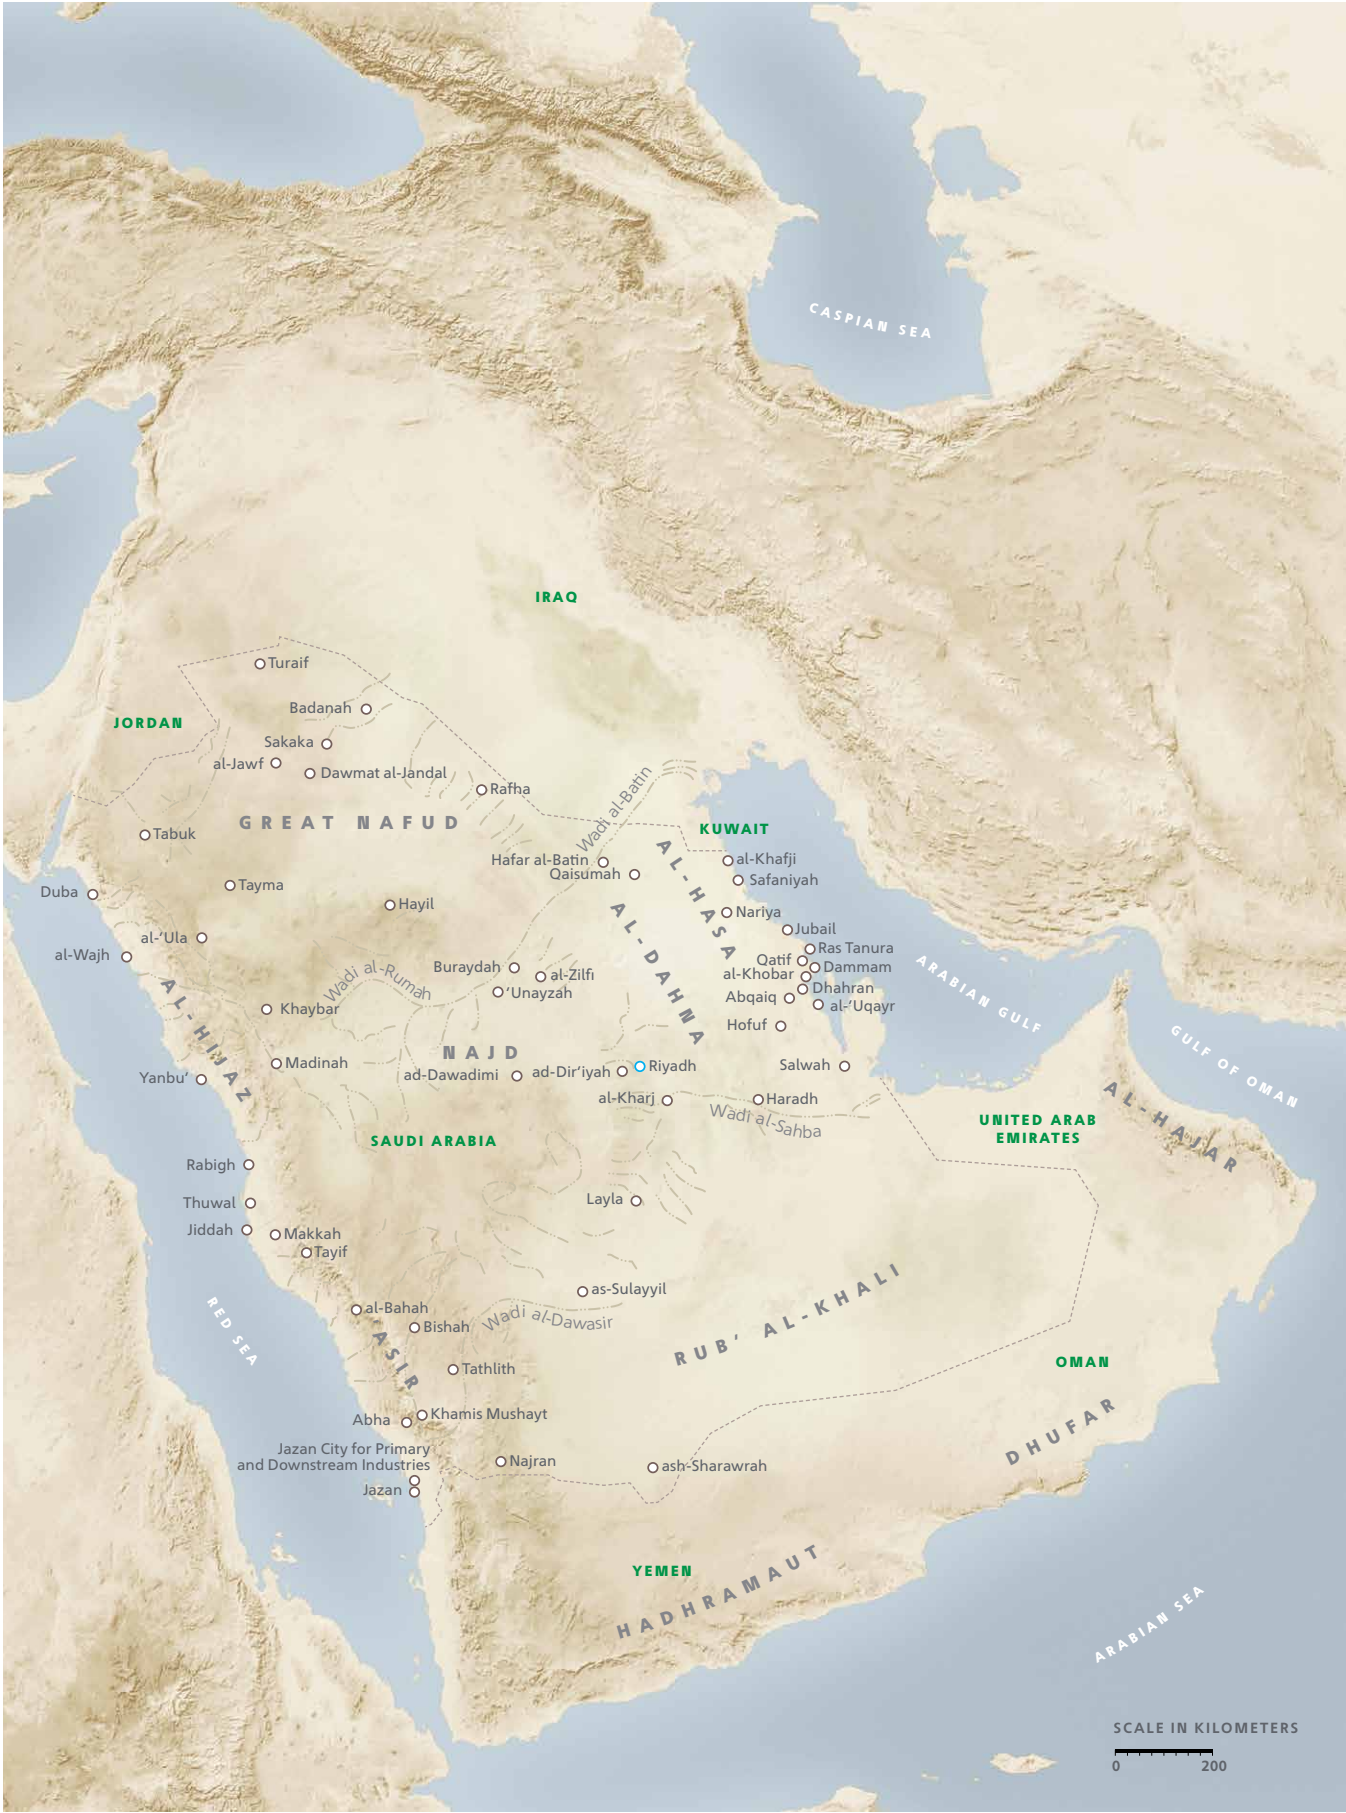 CASPIAN SEA
IRAQ
Turaif
Badanah
JORDAN
Sakaka
al-Jawf
Dawmat al-Jandal
Rafha
Wadi al-Batin
GREAT NAFUD
KUWAIT
Tabuk
Hafar al-Batin
al-Khafji
Qaisumah
Safaniyah
AL-HASA
Duba
Tayma
Hayil
Nariya
AL-DAHNA
Jubail
al-‘Ula
Ras Tanura
al-Wajh
Qatif
Dammam
Buraydah
al-Zilfi
al-Khobar
Wadi al-Rumah
‘Unayzah
Dhahran
Abqaiq
al-‘Uqayr
ARABIAN GULF
Khaybar
AL-HIJAZ
Hofuf
GULF OF OMAN
NAJD
Madinah
ad-Dir‘iyah
Riyadh
Salwah
ad-Dawadimi
Yanbu’
al-Kharj
Haradh
Wadi al-Sahba
AL-HAJAR
UNITED ARAB
EMIRATES
SAUDI ARABIA
Rabigh
Layla
Thuwal
Jiddah
Makkah
Tayif
as-Sulayyil
RED SEA
al-Bahah
Wadi al-Dawasir
Bishah
RUB’ AL-KHALI
‘ASIR
Tathlith
OMAN
Khamis Mushayt
Abha
DHUFAR
Jazan City for Primary
and Downstream Industries
Najran
ash-Sharawrah
Jazan
YEMEN
HADHRAMAUT
ARABIAN SEA
SCALE IN KILOMETERS
0 200